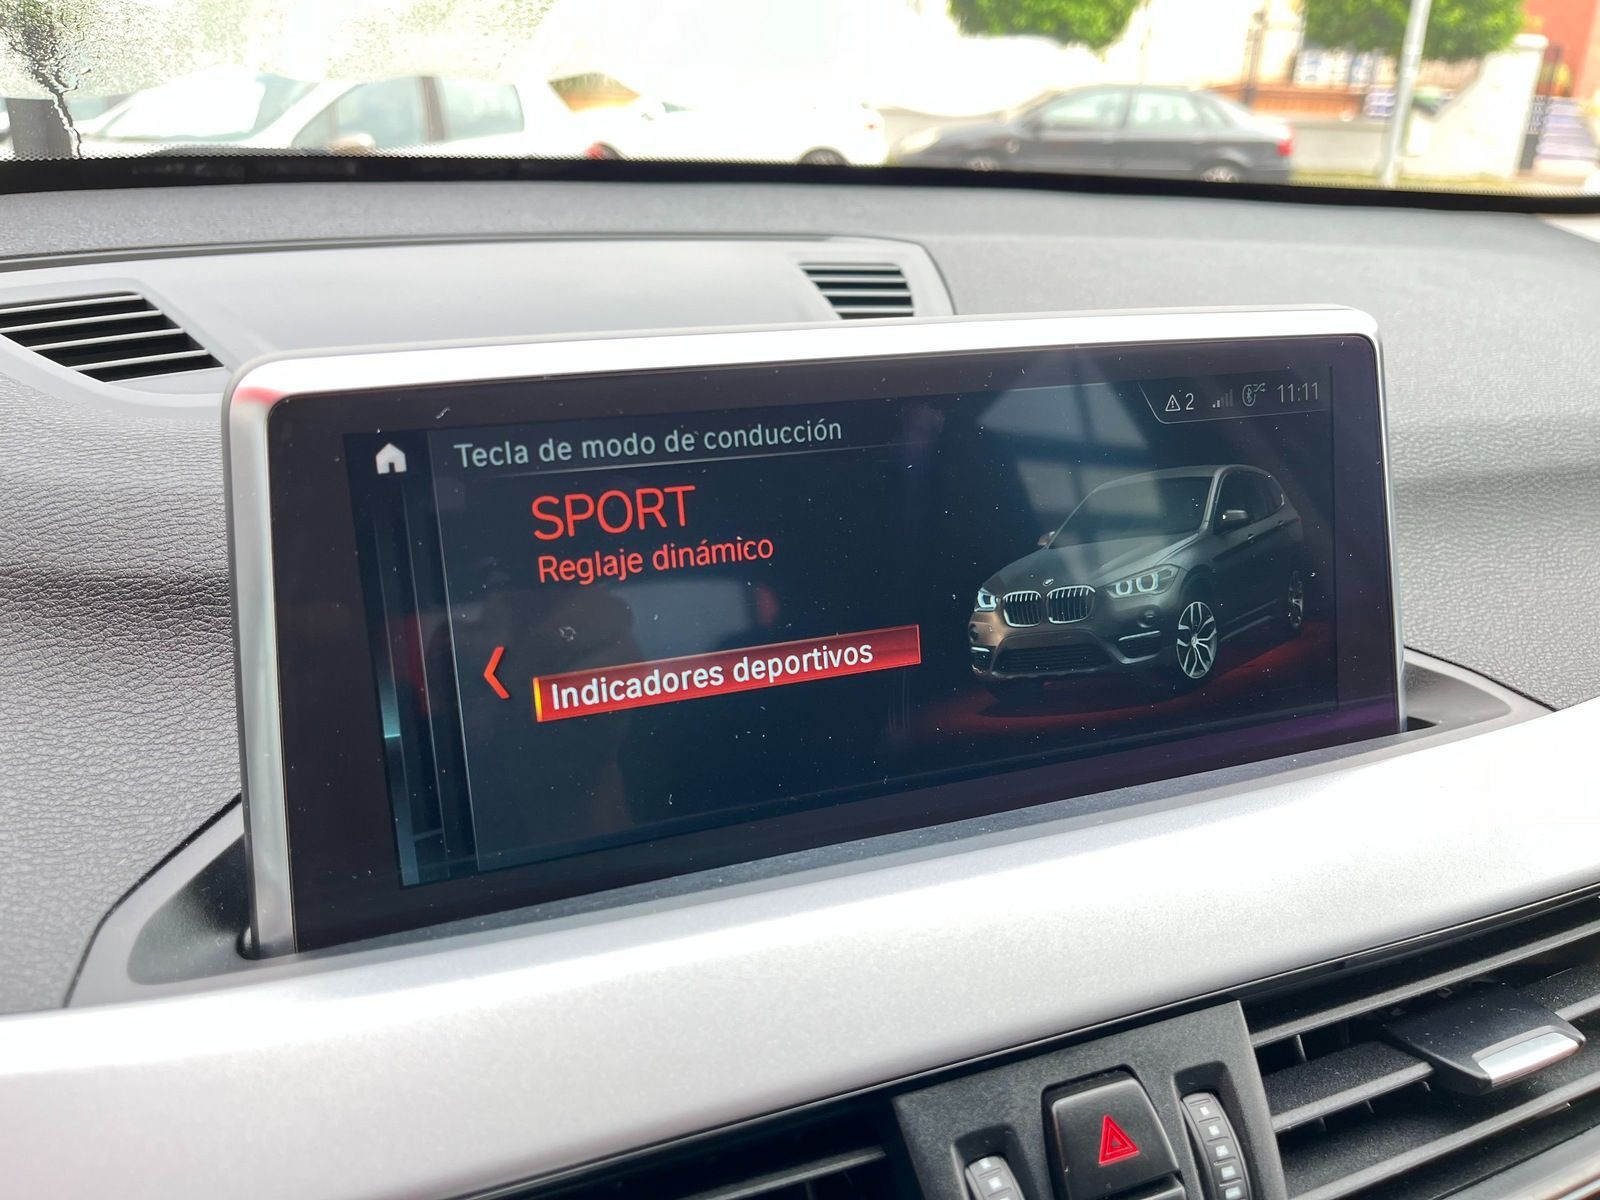 Tecla de modo de conducción
2 11:11
SPORT
Reglaje dinámico
Indicadores deportivos